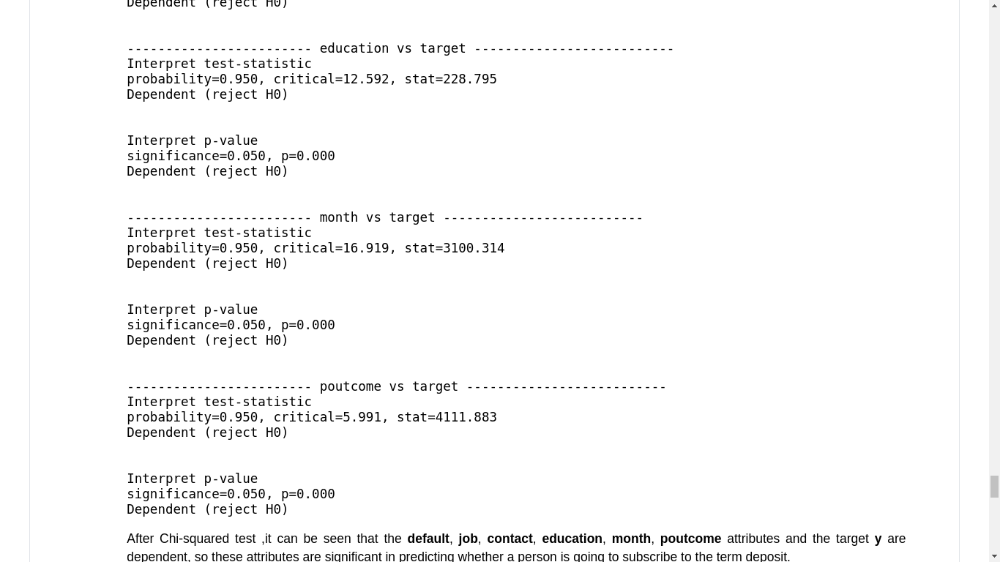 Dependent (reject H0)
------------------------ education vs target --------------------------
Interpret test-statistic
probability=0.950, critical=12.592, stat=228.795
Dependent (reject H0)
Interpret p-value
significance=0.050, p=0.000
Dependent (reject H0)
------------------------ month vs target --------------------------
Interpret test-statistic
probability=0.950, critical=16.919, stat=3100.314
Dependent (reject H0)
Interpret p-value
significance=0.050, p=0.000
Dependent (reject H0)
------------------------ poutcome vs target --------------------------
Interpret test-statistic
probability=0.950, critical=5.991, stat=4111.883
Dependent (reject H0)
Interpret p-value
significance=0.050, p=0.000
Dependent (reject H0)
After Chi-squared test ,it can be seen that the default, job, contact, education, month, poutcome attributes and the target y are
dependent, so these attributes are significant in predicting whether a person is going to subscribe to the term deposit.